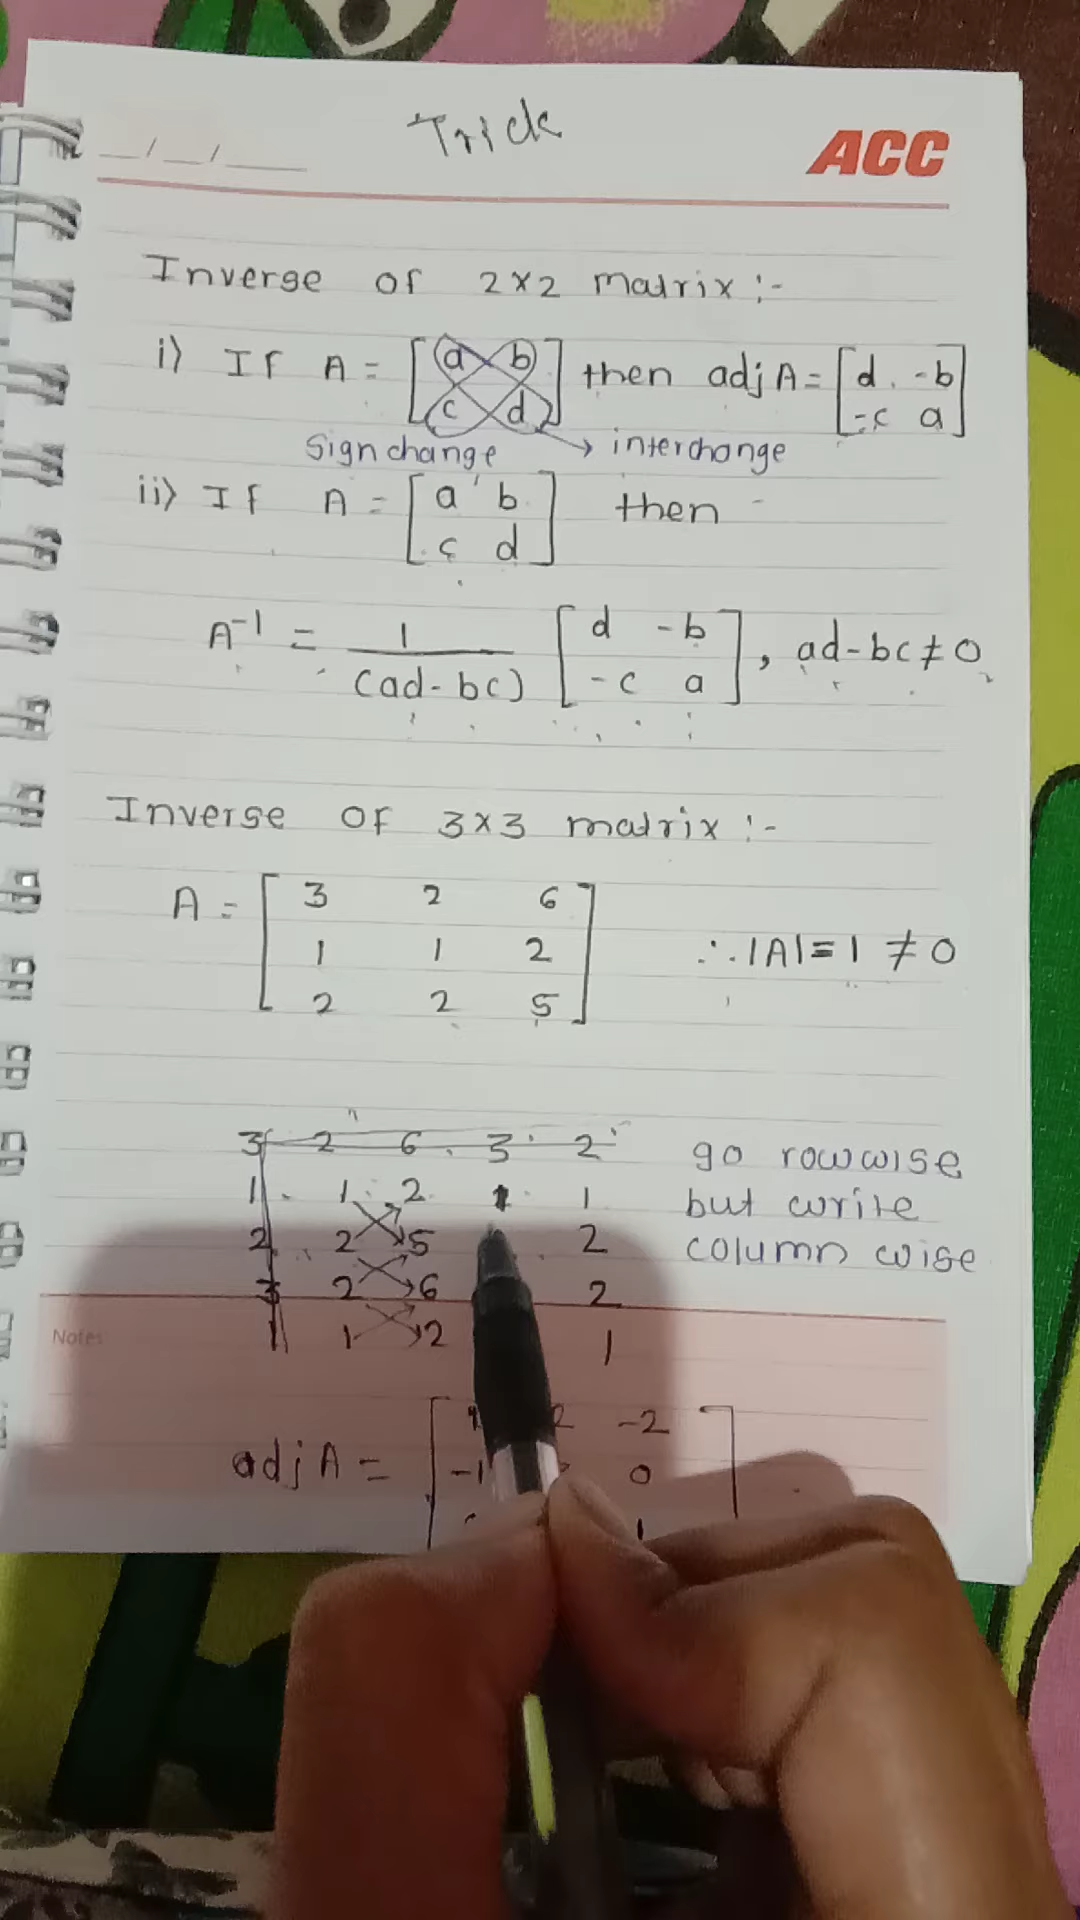 Trick
ACC
Inverse of 2×2 matrix :-
i) If A = [a b] then adj A = [d -b]
[c d] [-c a]
Sign change → interchange
ii) If A = [a b] then
[c d]
A⁻¹ = 1 [d -b] , ad-bc ≠ 0
(ad-bc) [-c a]
Inverse of 3×3 matrix :-
A = [3 2 6]
[1 1 2] ∴ |A| = 1 ≠ 0
[2 2 5]
3 2 6 3 2 go rowwise
1 1 2 1 1 but write
2 2 5 2 column wise
3 2 6 2
1 1 2 1
Notes
-2
adj A = -1 0
1